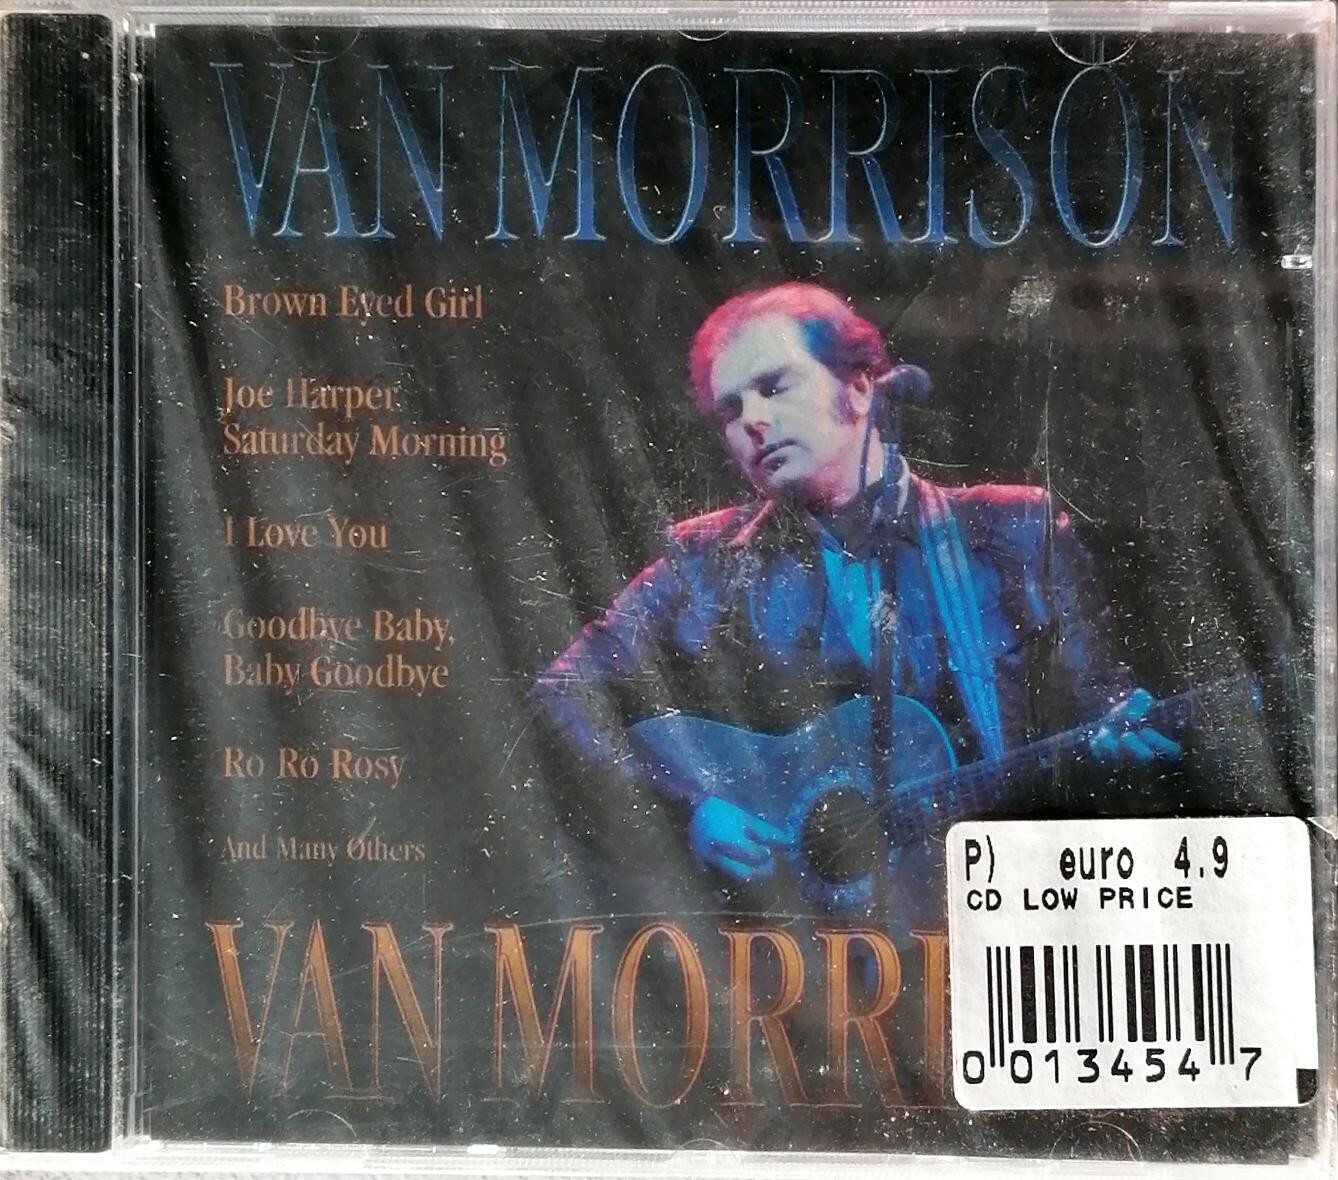 VAN MORRISON
Brown Eyed Girl
Joe Harper
Saturday Morning
I Love You
Goodbye Baby,
Baby Goodbye
Ro Ro Rosy
And Many Others
VAN MORRI
P) euro 4.9
CD LOW PRICE
0 013454 7